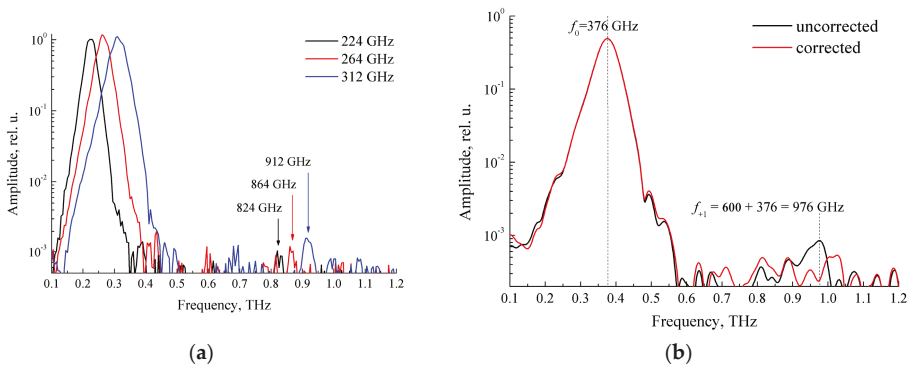 224 GHz
264 GHz
312 GHz
912 GHz
864 GHz
824 GHz
10⁰
10⁻¹
10⁻²
10⁻³
Amplitude, rel. u.
0.1 0.2 0.3 0.4 0.5 0.6 0.7 0.8 0.9 1.0 1.1 1.2
Frequency, THz
(a)
f₀=376 GHz
uncorrected
corrected
f₊₁ = 600 + 376 = 976 GHz
10⁰
10⁻¹
10⁻²
10⁻³
Amplitude, rel. u.
0.1 0.2 0.3 0.4 0.5 0.6 0.7 0.8 0.9 1.0 1.1 1.2
Frequency, THz
(b)